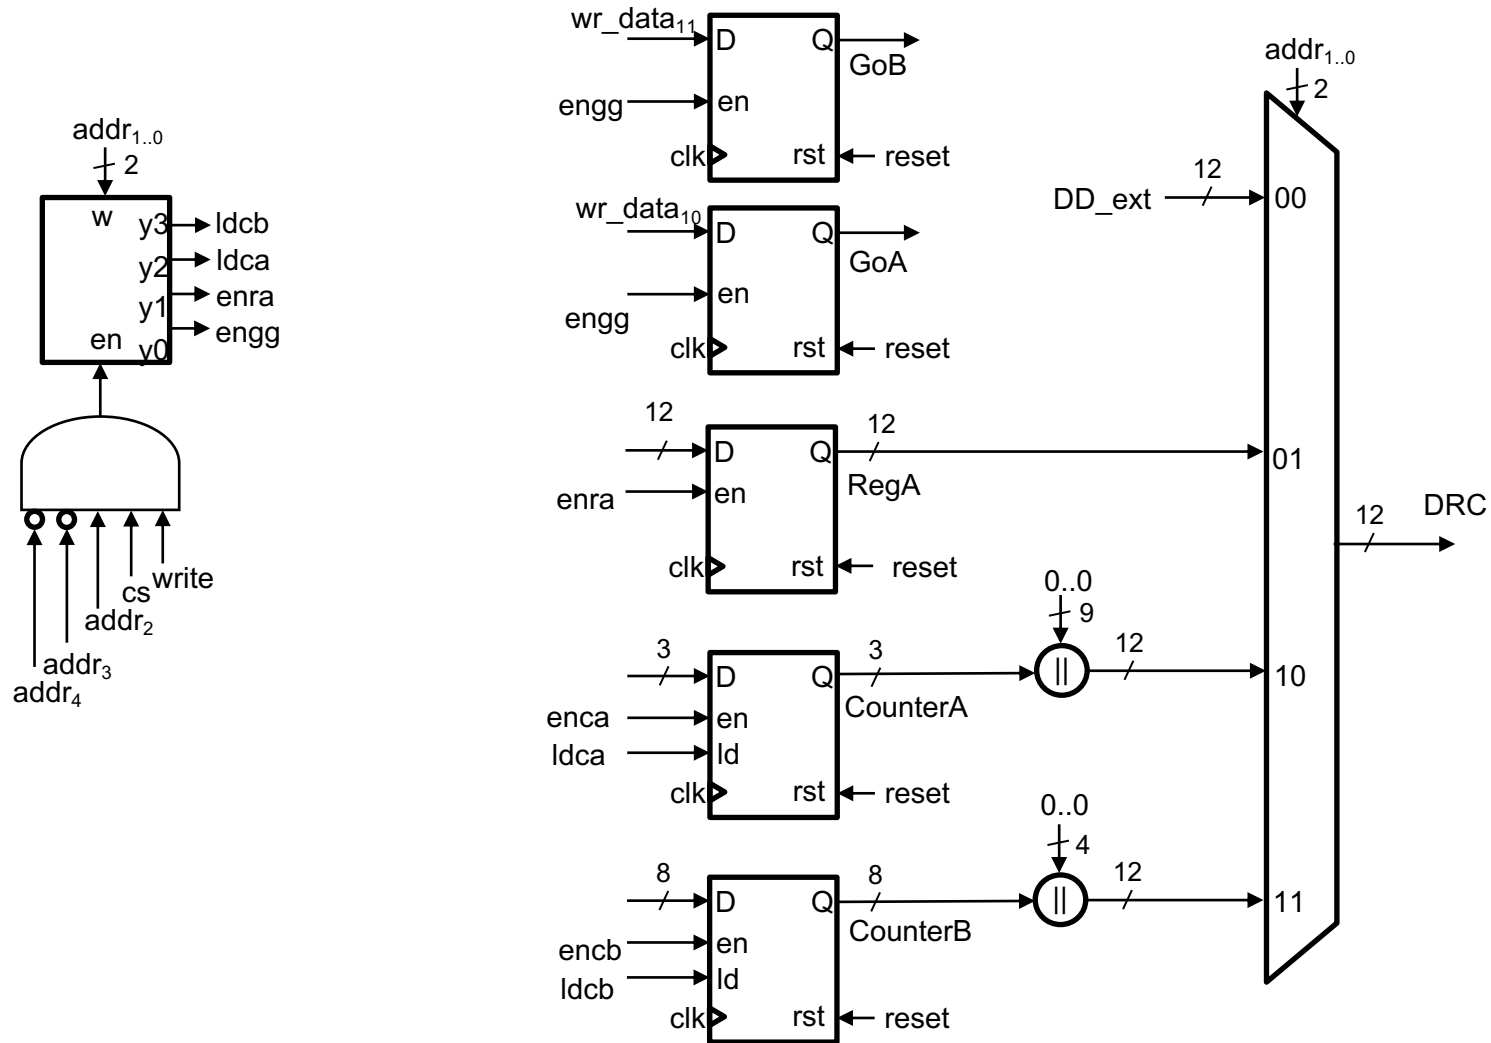 addr1..0
2
w
y3
ldcb
y2
ldca
y1
enra
en
y0
engg
write
cs
addr2
addr3
addr4
wr_data11
D
Q
GoB
engg
en
clk
rst
reset
wr_data10
D
Q
GoA
engg
en
clk
rst
reset
12
D
Q
12
RegA
enra
en
clk
rst
reset
3
D
Q
3
CounterA
enca
en
ldca
ld
clk
rst
reset
0..0
9
||
12
8
D
Q
8
CounterB
encb
en
ldcb
ld
clk
rst
reset
0..0
4
||
12
addr1..0
2
DD_ext
12
00
01
10
11
12
DRC